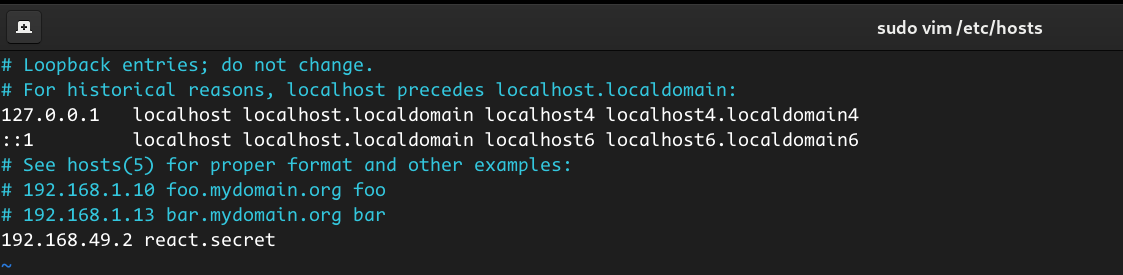 sudo vim /etc/hosts
# Loopback entries; do not change.
# For historical reasons, localhost precedes localhost.localdomain:
127.0.0.1   localhost localhost.localdomain localhost4 localhost4.localdomain4
::1         localhost localhost.localdomain localhost6 localhost6.localdomain6
# See hosts(5) for proper format and other examples:
# 192.168.1.10 foo.mydomain.org foo
# 192.168.1.13 bar.mydomain.org bar
192.168.49.2 react.secret
~